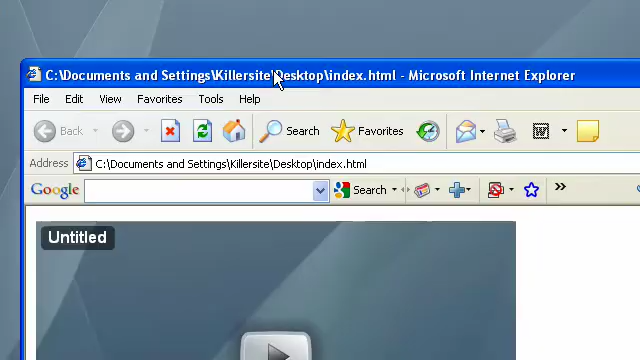 C:\Documents and Settings\Killersite\Desktop\index.html - Microsoft Internet Explorer
File Edit View Favorites Tools Help
Back Search Favorites W
Address C:\Documents and Settings\Killersite\Desktop\index.html
Google Search »
Untitled